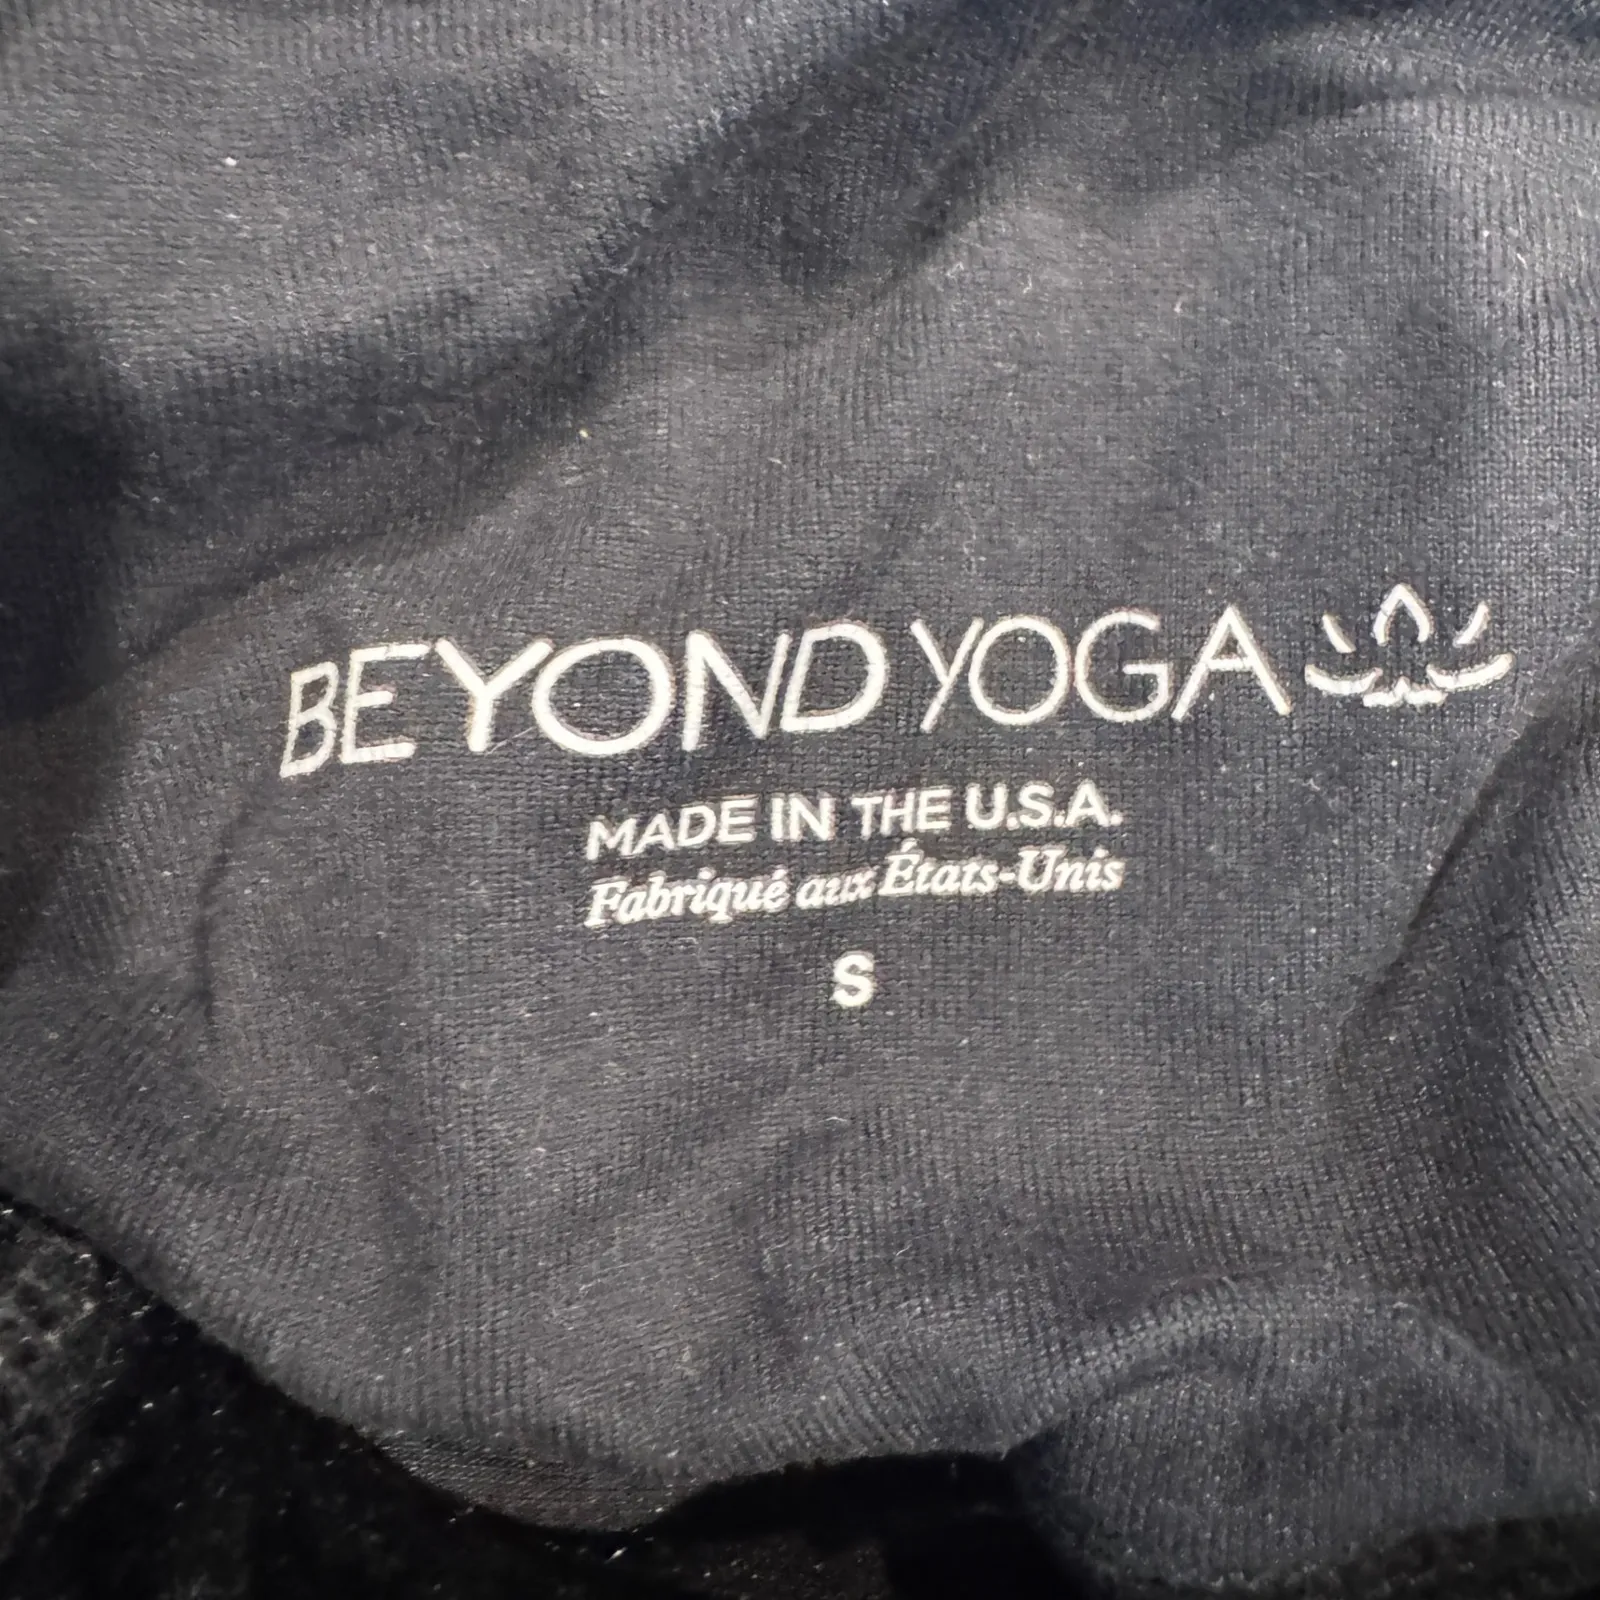 BEYOND YOGA
MADE IN THE U.S.A.
Fabriqué aux États-Unis
S